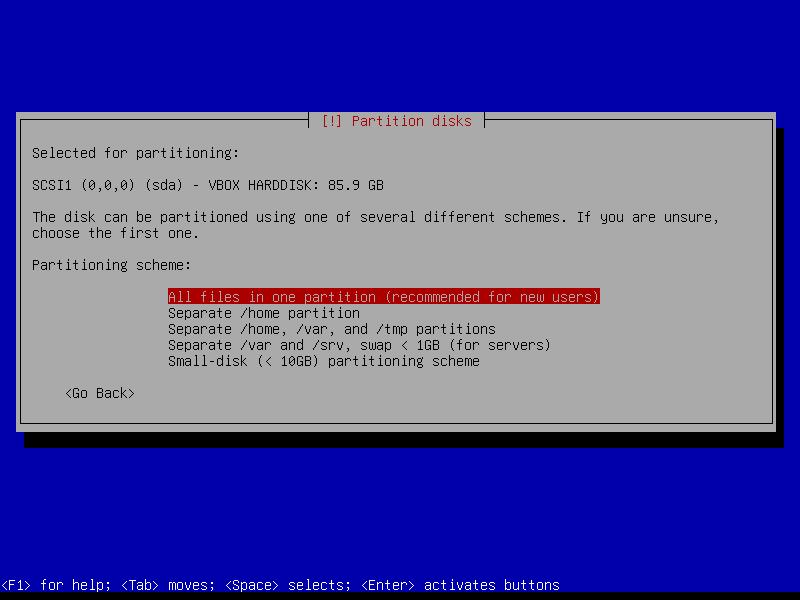 [!] Partition disks
Selected for partitioning:
SCSI1 (0,0,0) (sda) - VBOX HARDDISK: 85.9 GB
The disk can be partitioned using one of several different schemes. If you are unsure,
choose the first one.
Partitioning scheme:
All files in one partition (recommended for new users)
Separate /home partition
Separate /home, /var, and /tmp partitions
Separate /var and /srv, swap < 1GB (for servers)
Small-disk (< 10GB) partitioning scheme
<Go Back>
<F1> for help; <Tab> moves; <Space> selects; <Enter> activates buttons